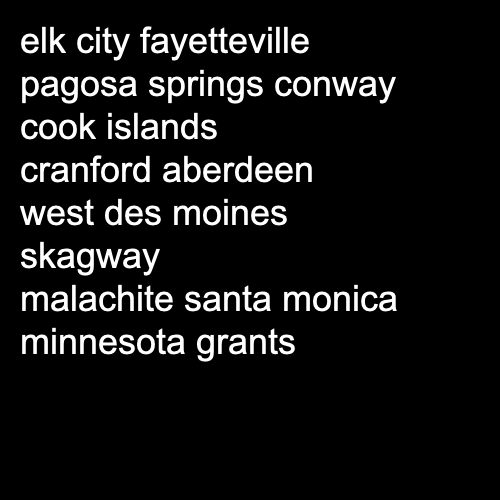 elk city fayetteville
pagosa springs conway
cook islands
cranford aberdeen
west des moines
skagway
malachite santa monica
minnesota grants